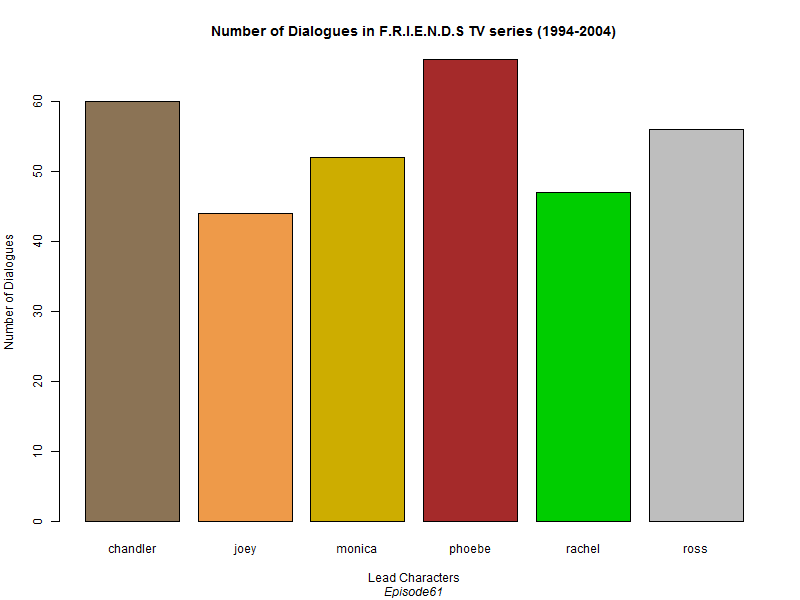 Number of Dialogues in F.R.I.E.N.D.S TV series (1994-2004)
Number of Dialogues
60
50
40
30
20
10
0
chandler joey monica phoebe rachel ross
Lead Characters
Episode61